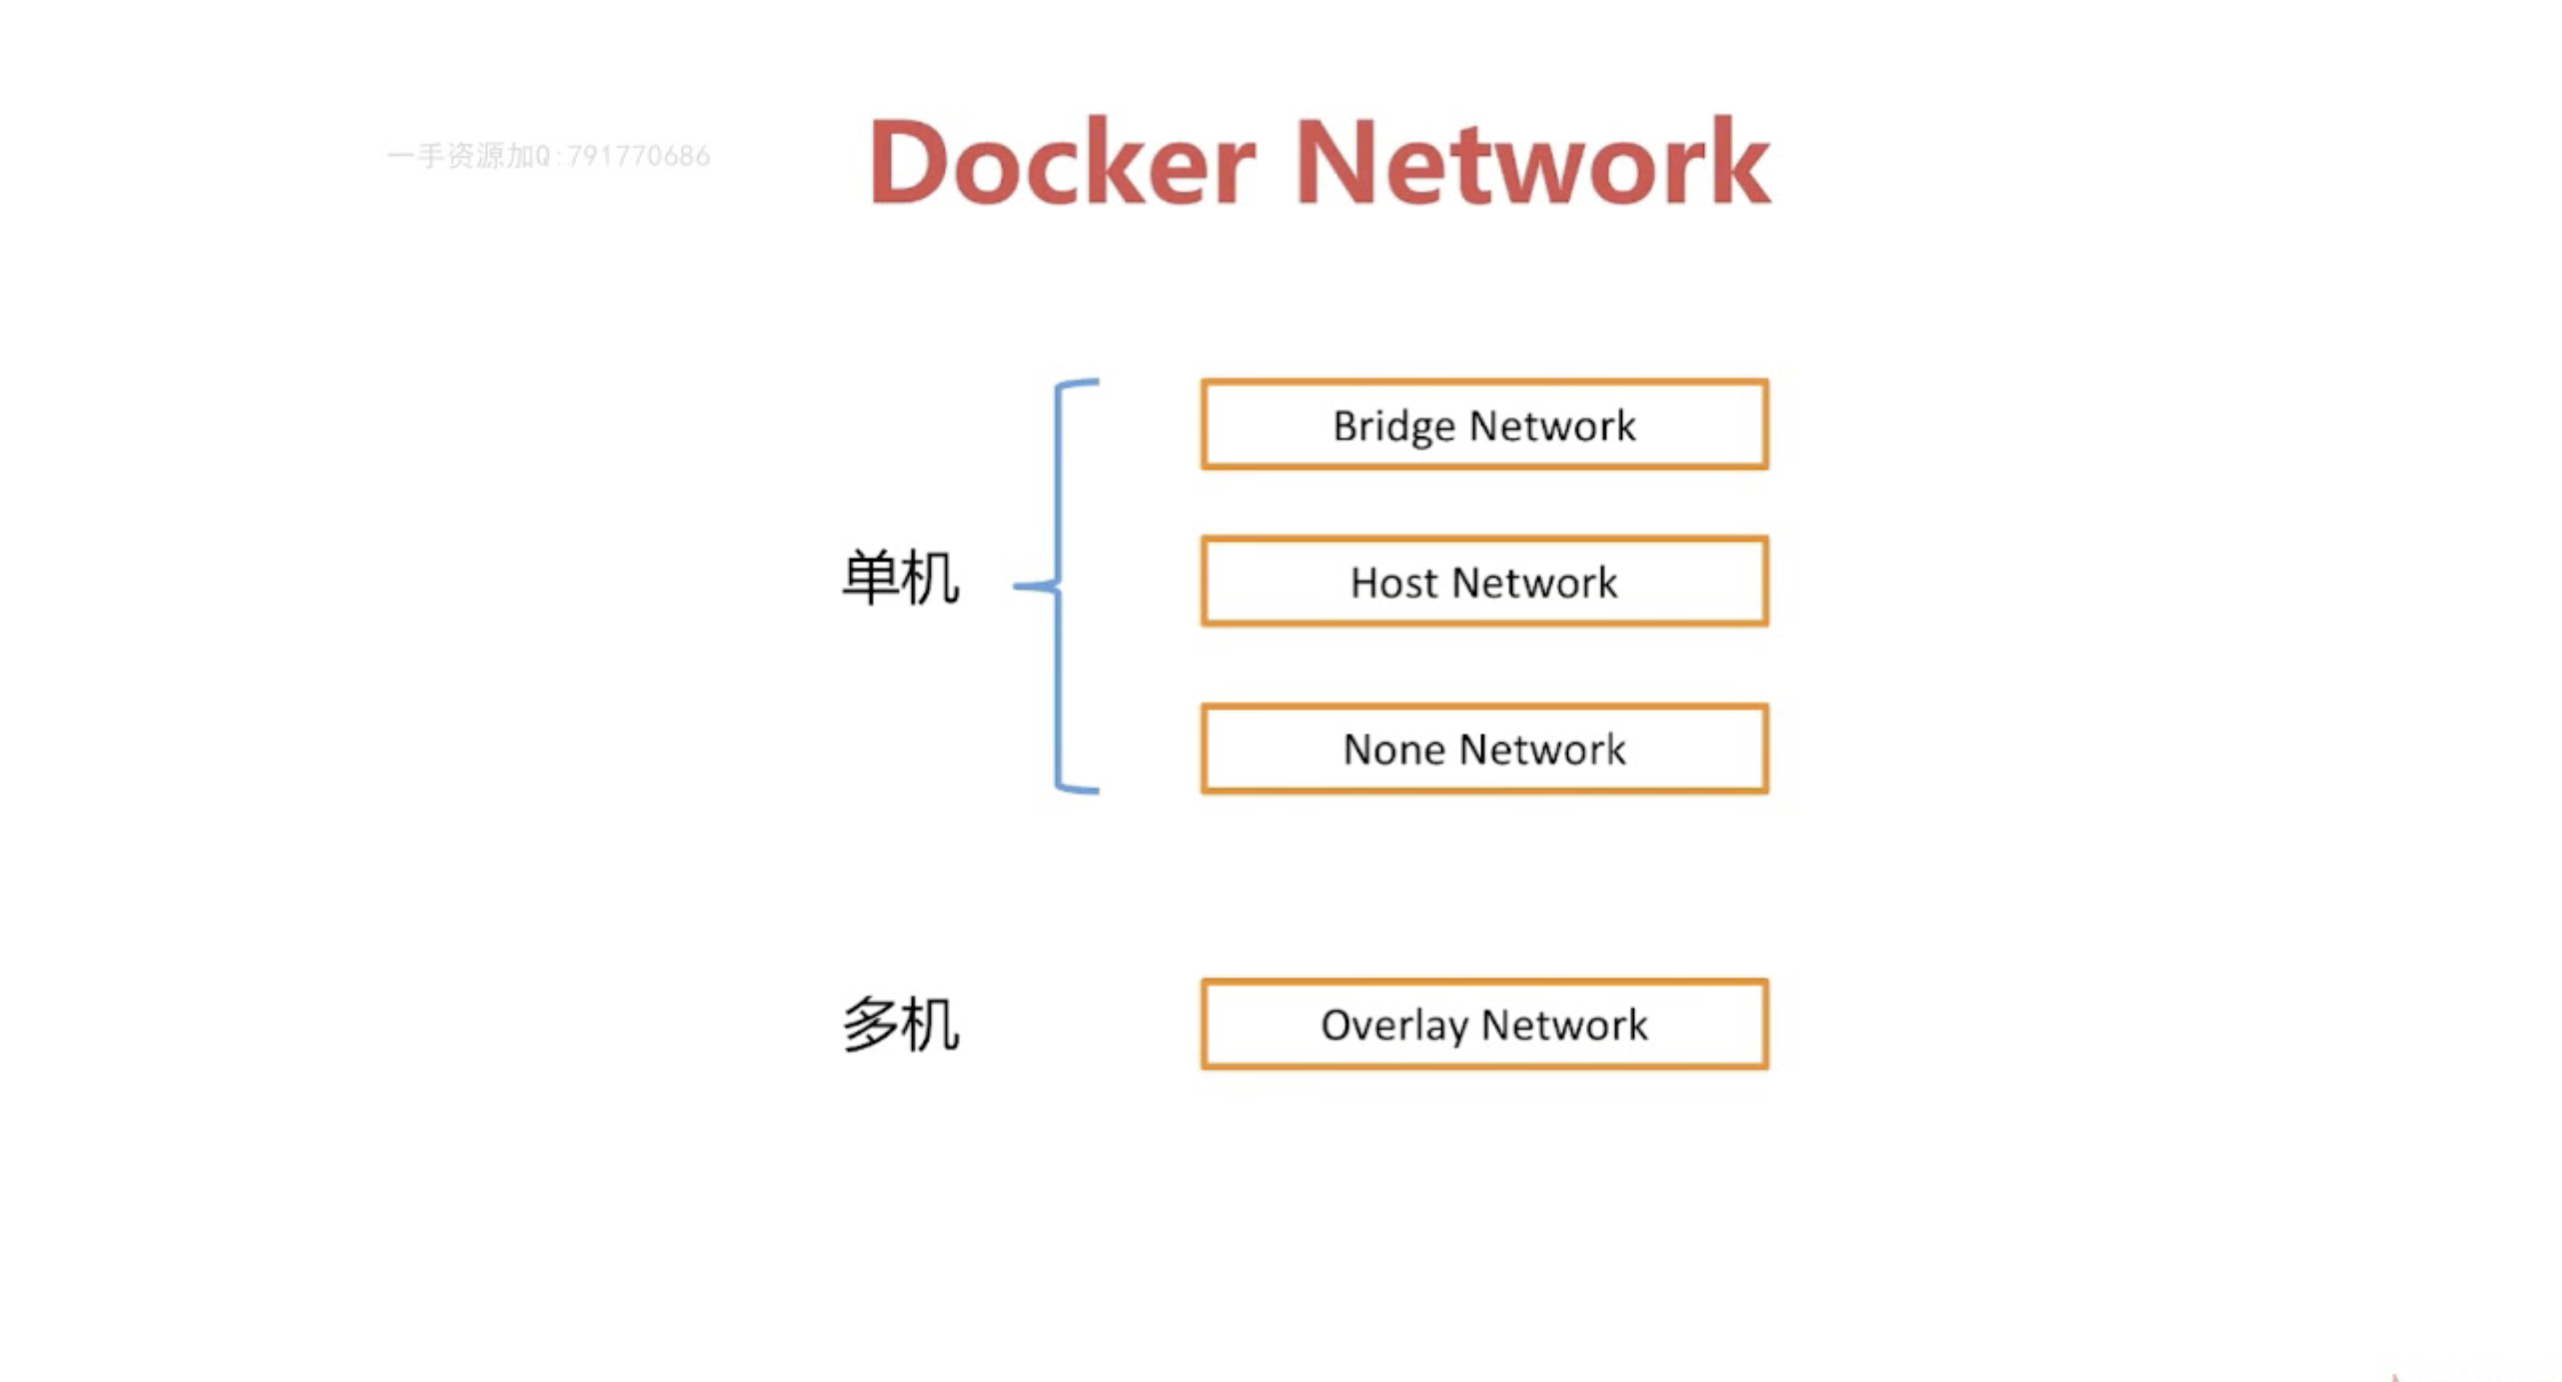 一手资源加Q:791770686
Docker Network
Bridge Network
单机
Host Network
None Network
多机
Overlay Network